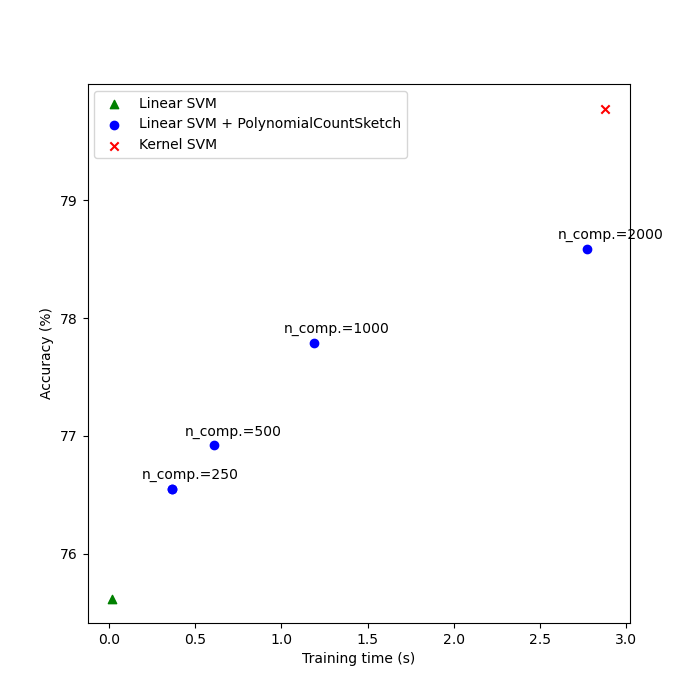 Linear SVM
Linear SVM + PolynomialCountSketch
Kernel SVM
n_comp.=2000
n_comp.=1000
n_comp.=500
n_comp.=250
79
78
77
76
Accuracy (%)
0.0 0.5 1.0 1.5 2.0 2.5 3.0
Training time (s)